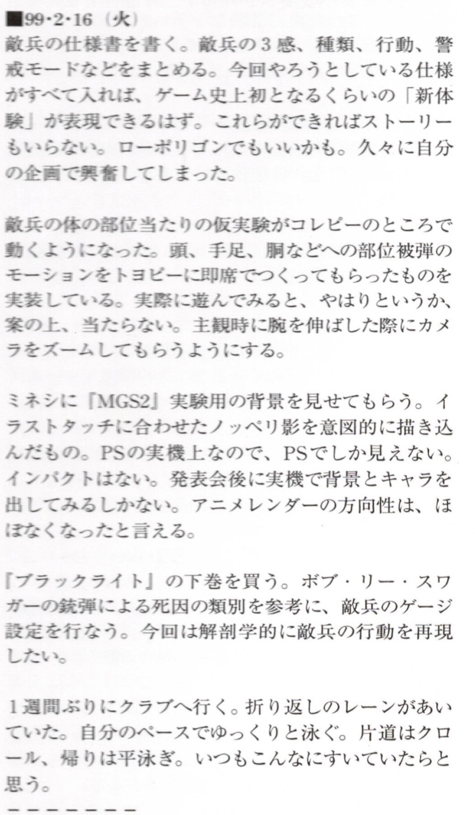 ■99・2・16（火）
敵兵の仕様書を書く。敵兵の3感、種類、行動、警
戒モードなどをまとめる。今回やろうとしている仕様
がすべて入れば、ゲーム史上初となるくらいの「新体
験」が表現できるはず。これらができればストーリー
もいらない。ローポリゴンでもいいかも。久々に自分
の企画で興奮してしまった。
敵兵の体の部位当たりの仮実験がコレピーのところで
動くようになった。頭、手足、胴などへの部位被弾の
モーションをトヨピーに即席でつくってもらったものを
実装している。実際に遊んでみると、やはりというか、
案の上、当たらない。主観時に腕を伸ばした際にカメ
ラをズームしてもらうようにする。
ミネシに『MGS2』実験用の背景を見せてもらう。イ
ラストタッチに合わせたノッペリ影を意図的に描き込
んだもの。PSの実機上なので、PSでしか見えない。
インパクトはない。発表会後に実機で背景とキャラを
出してみるしかない。アニメレンダーの方向性は、ほ
ぼなくなったと言える。
『ブラックライト』の下巻を買う。ボブ・リー・スワ
ガーの銃弾による死因の類別を参考に、敵兵のゲージ
設定を行なう。今回は解剖学的に敵兵の行動を再現
したい。
1週間ぶりにクラブへ行く。折り返しのレーンがあい
ていた。自分のペースでゆっくりと泳ぐ。片道はクロ
ール、帰りは平泳ぎ。いつもこんなにすいていたらと
思う。
－－－－－－－